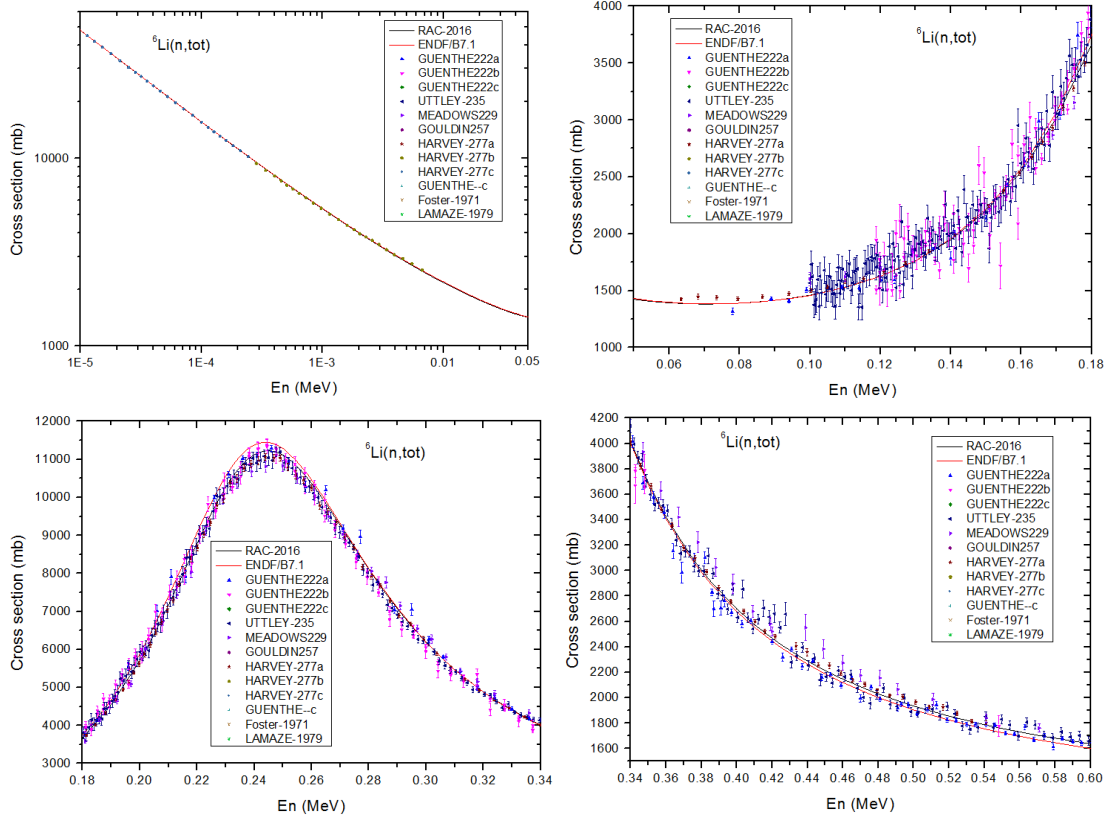 ⁶Li(n,tot)
RAC-2016
ENDF/B7.1
GUENTHE222a
GUENTHE222b
GUENTHE222c
UTTLEY-235
MEADOWS229
GOULDIN257
HARVEY-277a
HARVEY-277b
HARVEY-277c
GUENTHE--c
Foster-1971
LAMAZE-1979
Cross section (mb)
10000
1000
1E-5 1E-4 1E-3 0.01 0.05
En (MeV)
⁶Li(n,tot)
RAC-2016
ENDF/B7.1
GUENTHE222a
GUENTHE222b
GUENTHE222c
UTTLEY-235
MEADOWS229
GOULDIN257
HARVEY-277a
HARVEY-277b
HARVEY-277c
GUENTHE--c
Foster-1971
LAMAZE-1979
Cross section (mb)
4000
3500
3000
2500
2000
1500
1000
0.06 0.08 0.10 0.12 0.14 0.16 0.18
En (MeV)
⁶Li(n,tot)
RAC-2016
ENDF/B7.1
GUENTHE222a
GUENTHE222b
GUENTHE222c
UTTLEY-235
MEADOWS229
GOULDIN257
HARVEY-277a
HARVEY-277b
HARVEY-277c
GUENTHE--c
Foster-1971
LAMAZE-1979
Cross section (mb)
12000
11000
10000
9000
8000
7000
6000
5000
4000
3000
0.18 0.20 0.22 0.24 0.26 0.28 0.30 0.32 0.34
En (MeV)
⁶Li(n,tot)
RAC-2016
ENDF/B7.1
GUENTHE222a
GUENTHE222b
GUENTHE222c
UTTLEY-235
MEADOWS229
GOULDIN257
HARVEY-277a
HARVEY-277b
HARVEY-277c
GUENTHE--c
Foster-1971
LAMAZE-1979
Cross section (mb)
4200
4000
3800
3600
3400
3200
3000
2800
2600
2400
2200
2000
1800
1600
0.34 0.36 0.38 0.40 0.42 0.44 0.46 0.48 0.50 0.52 0.54 0.56 0.58 0.60
En (MeV)